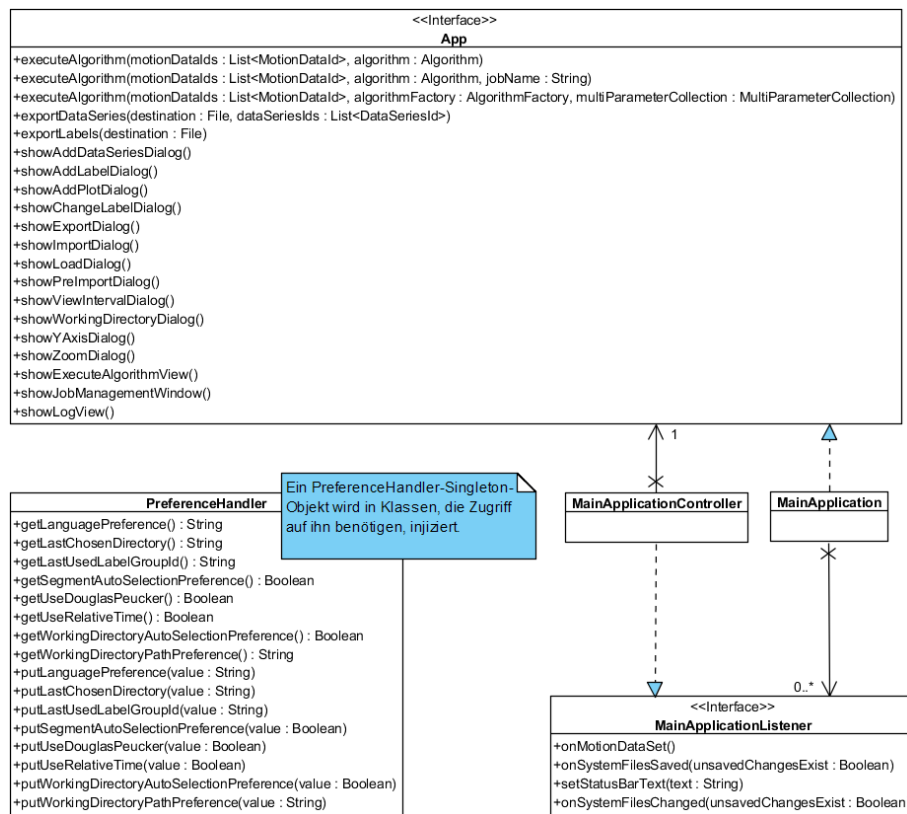 <<Interface>>
App
+executeAlgorithm(motionDataIds : List<MotionDataId>, algorithm : Algorithm)
+executeAlgorithm(motionDataIds : List<MotionDataId>, algorithm : Algorithm, jobName : String)
+executeAlgorithm(motionDataIds : List<MotionDataId>, algorithmFactory : AlgorithmFactory, multiParameterCollection : MultiParameterCollection)
+exportDataSeries(destination : File, dataSeriesIds : List<DataSeriesId>)
+exportLabels(destination : File)
+showAddDataSeriesDialog()
+showAddLabelDialog()
+showAddPlotDialog()
+showChangeLabelDialog()
+showExportDialog()
+showImportDialog()
+showLoadDialog()
+showPreImportDialog()
+showViewIntervalDialog()
+showWorkingDirectoryDialog()
+showYAxisDialog()
+showZoomDialog()
+showExecuteAlgorithmView()
+showJobManagementWindow()
+showLogView()
1
PreferenceHandler
+getLanguagePreference() : String
+getLastChosenDirectory() : String
+getLastUsedLabelGroupId() : String
+getSegmentAutoSelectionPreference() : Boolean
+getUseDouglasPeucker() : Boolean
+getUseRelativeTime() : Boolean
+getWorkingDirectoryAutoSelectionPreference() : Boolean
+getWorkingDirectoryPathPreference() : String
+putLanguagePreference(value : String)
+putLastChosenDirectory(value : String)
+putLastUsedLabelGroupId(value : String)
+putSegmentAutoSelectionPreference(value : Boolean)
+putUseDouglasPeucker(value : Boolean)
+putUseRelativeTime(value : Boolean)
+putWorkingDirectoryAutoSelectionPreference(value : Boolean)
+putWorkingDirectoryPathPreference(value : String)
Ein PreferenceHandler-Singleton-
Objekt wird in Klassen, die Zugriff
auf ihn benötigen, injiziert.
MainApplicationController
MainApplication
0..*
<<Interface>>
MainApplicationListener
+onMotionDataSet()
+onSystemFilesSaved(unsavedChangesExist : Boolean)
+setStatusBarText(text : String)
+onSystemFilesChanged(unsavedChangesExist : Boolean